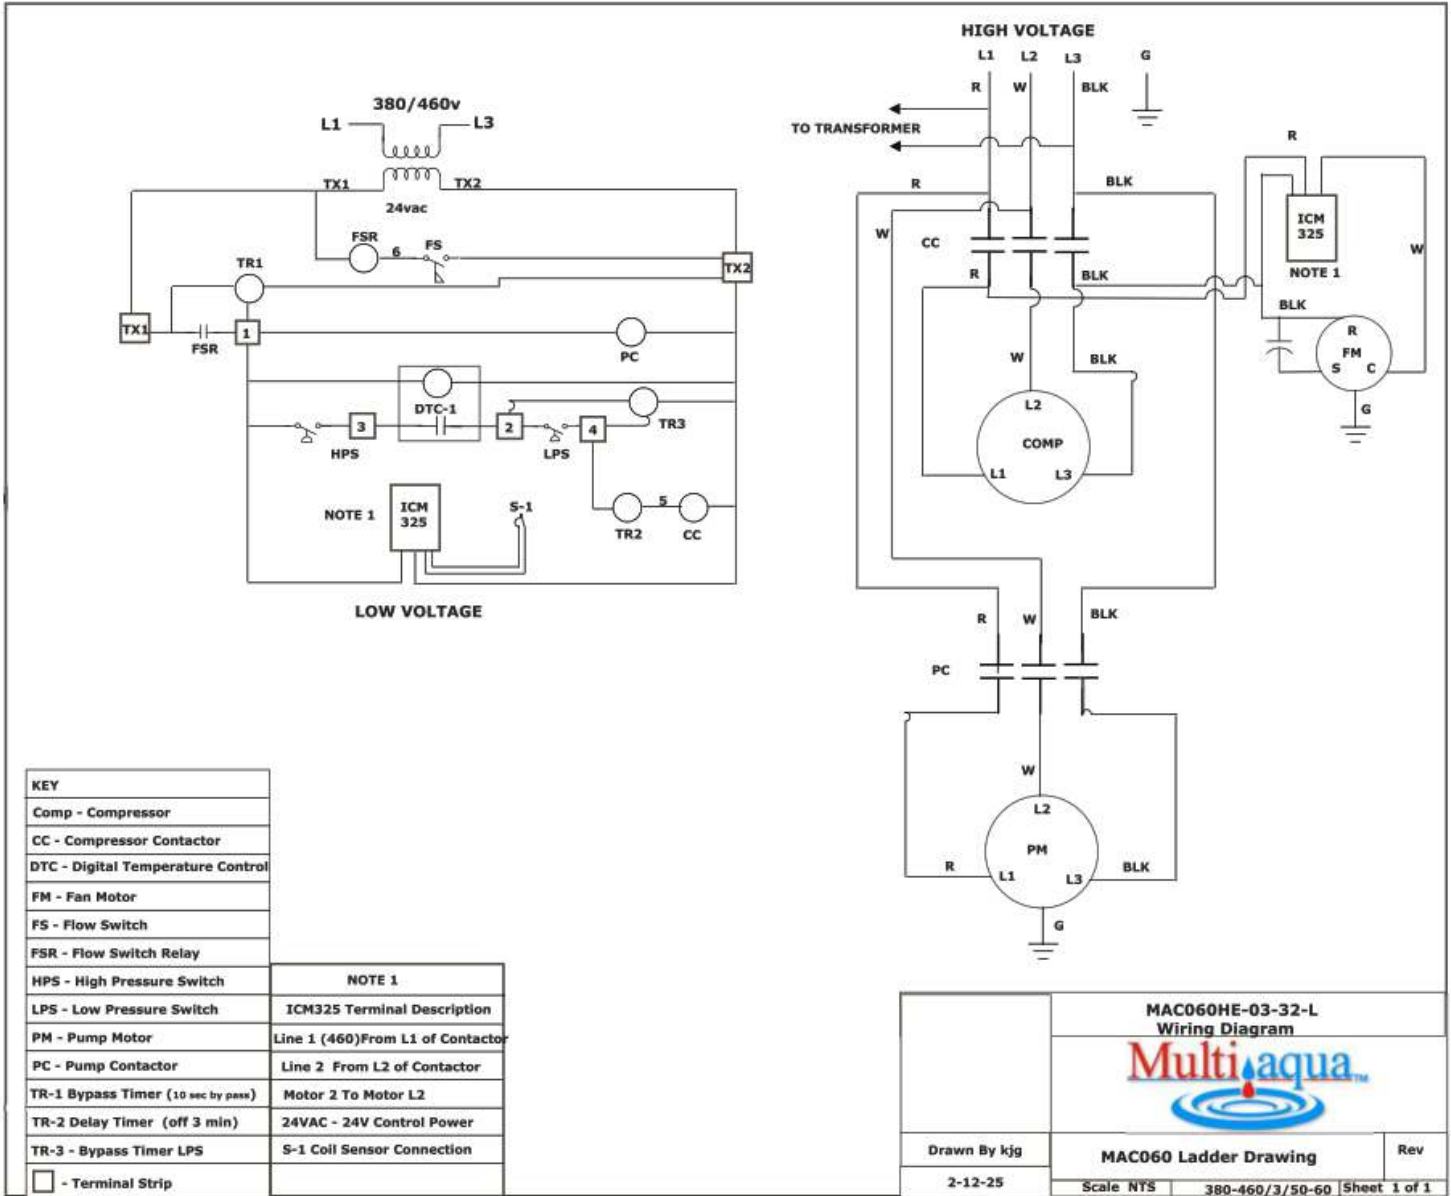 HIGH VOLTAGE
L1 L2 L3 G
R W BLK
380/460v
L1 L3
TO TRANSFORMER
R
TX1 TX2
24vac
R BLK
ICM
325
NOTE 1
W
FSR 6 FS
W CC
TR1
TX2
R BLK
BLK
TX1
FSR
1
PC
R
FM
S C
W BLK
G
DTC-1
L2
COMP
L1 L3
3
2
4
TR3
HPS
LPS
NOTE 1
ICM
325
S-1
5
TR2 CC
LOW VOLTAGE
R W BLK
PC
W
L2
PM
L1 L3
R BLK
G
KEY
Comp - Compressor
CC - Compressor Contactor
DTC - Digital Temperature Control
FM - Fan Motor
FS - Flow Switch
FSR - Flow Switch Relay
HPS - High Pressure Switch
LPS - Low Pressure Switch
PM - Pump Motor
PC - Pump Contactor
TR-1 Bypass Timer (10 sec by pass)
TR-2 Delay Timer (off 3 min)
TR-3 - Bypass Timer LPS
- Terminal Strip
NOTE 1
ICM325 Terminal Description
Line 1 (460)From L1 of Contactor
Line 2 From L2 of Contactor
Motor 2 To Motor L2
24VAC - 24V Control Power
S-1 Coil Sensor Connection
MAC060HE-03-32-L
Wiring Diagram
Multiaqua™
Drawn By kjg
MAC060 Ladder Drawing
Rev
2-12-25
Scale NTS
380-460/3/50-60
Sheet 1 of 1